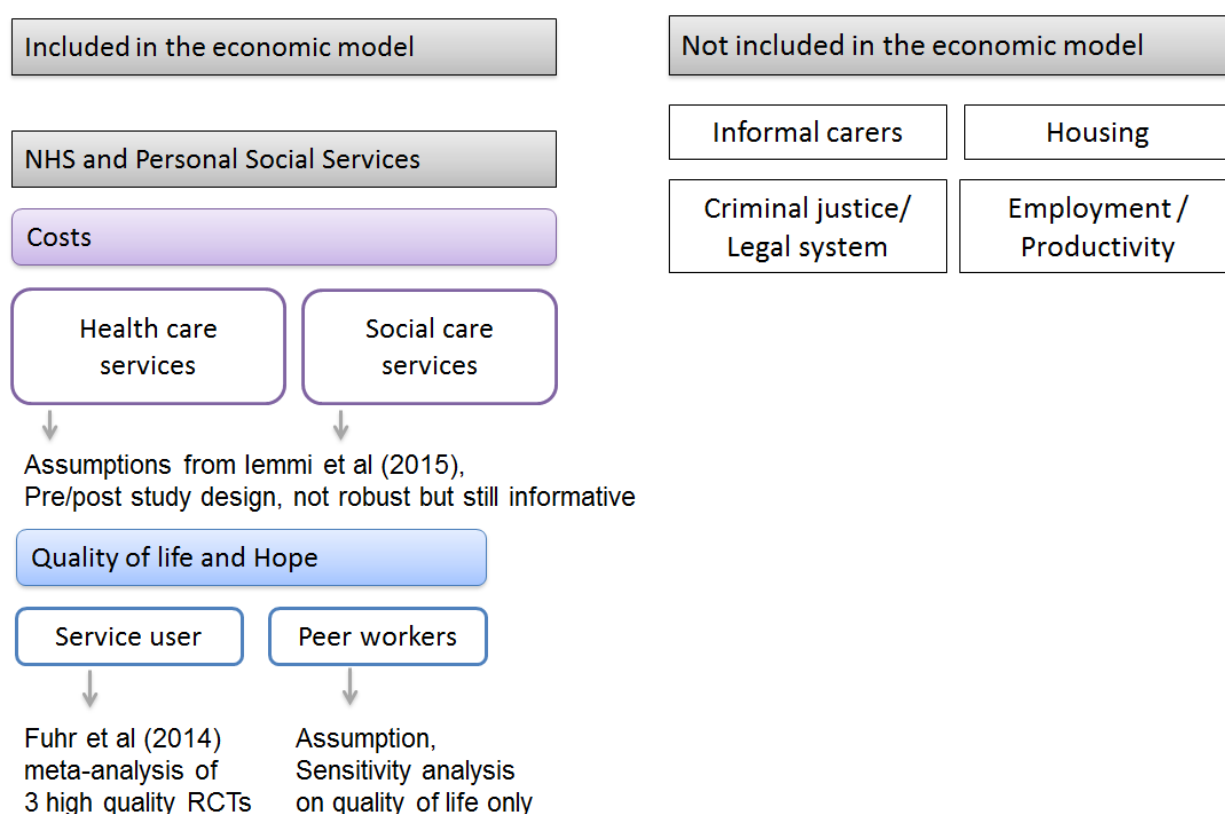 Included in the economic model
NHS and Personal Social Services
Costs
Health care
services
Social care
services
Assumptions from Iemmi et al (2015),
Pre/post study design, not robust but still informative
Quality of life and Hope
Service user
Peer workers
Fuhr et al (2014)
meta-analysis of
3 high quality RCTs
Assumption,
Sensitivity analysis
on quality of life only
Not included in the economic model
Informal carers
Housing
Criminal justice/
Legal system
Employment /
Productivity